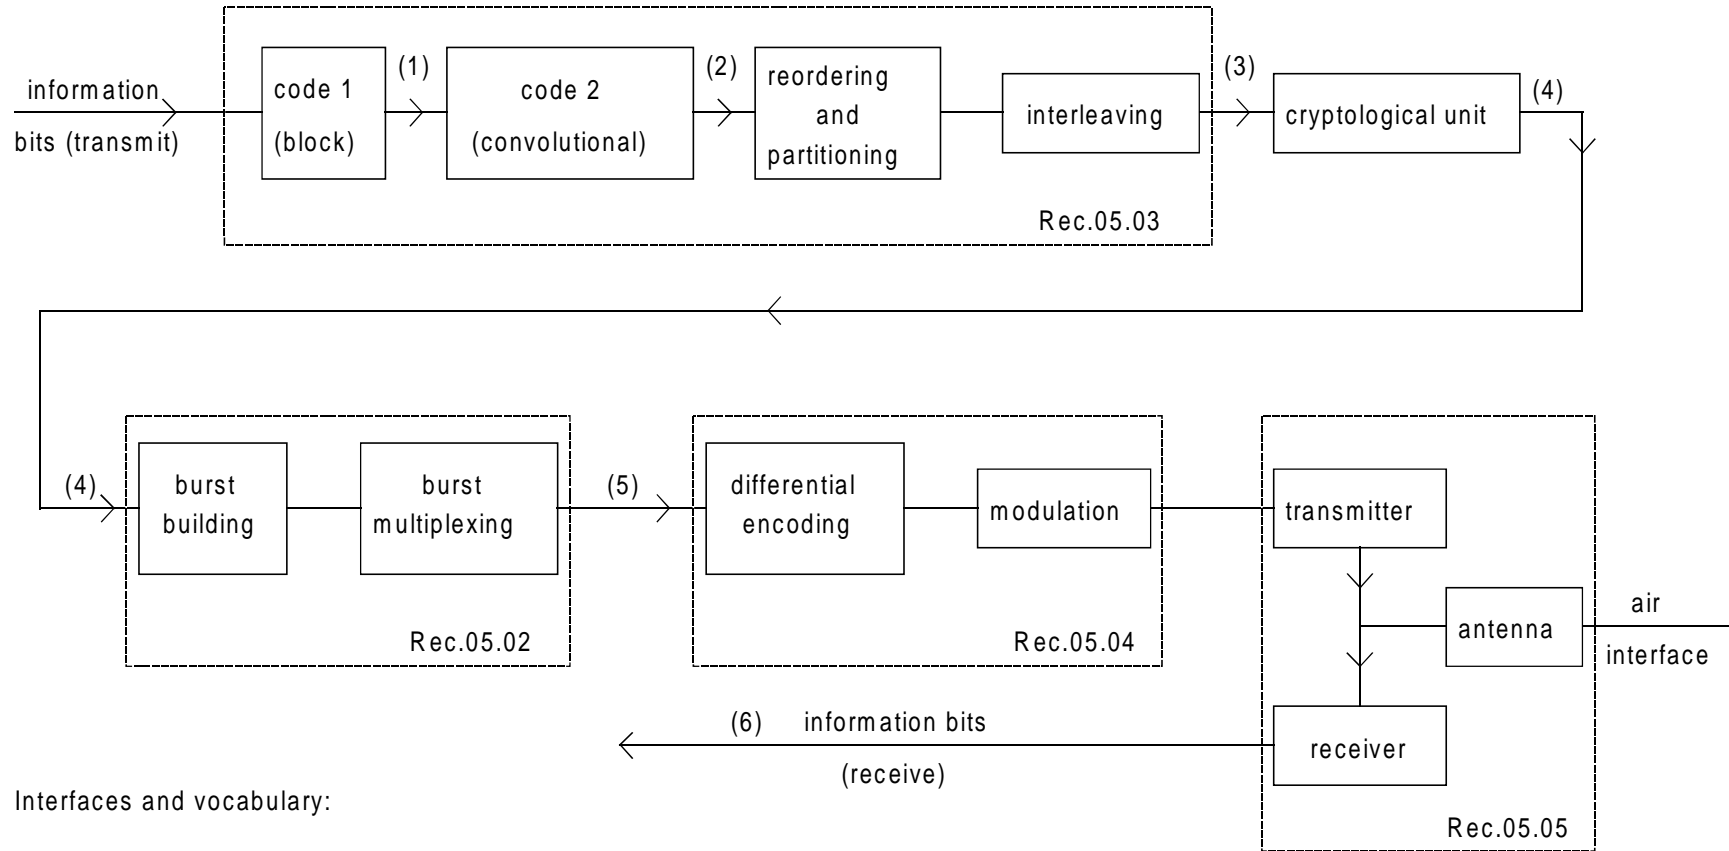 information
bits (transmit)
code 1
(block)
(1)
code 2
(convolutional)
(2)
reordering
and
partitioning
interleaving
(3)
cryptological unit
(4)
Rec.05.03
(4)
burst
building
burst
multiplexing
(5)
differential
encoding
modulation
transmitter
antenna
air
interface
Rec.05.02
Rec.05.04
(6) information bits
(receive)
receiver
Interfaces and vocabulary:
Rec.05.05